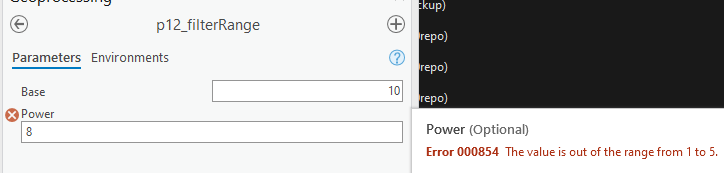 Geoprocessing
p12_filterRange
Parameters Environments
Base 10
Power
8
ckup)
repo)
repo)
repo)
Power (Optional)
Error 000854 The value is out of the range from 1 to 5.